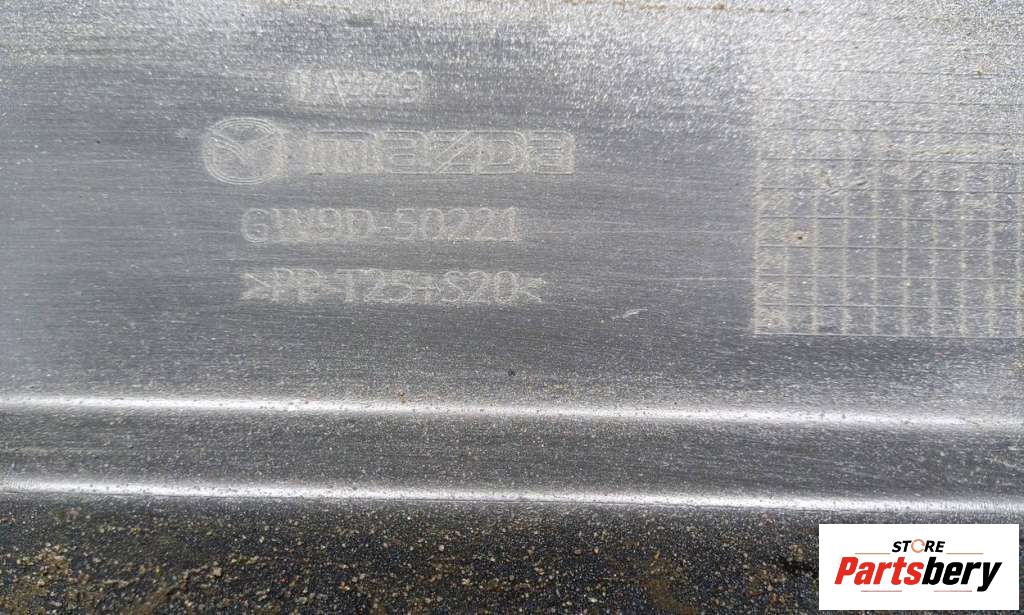 mazda
GW9D-50221
>PP-T25+S20<
STORE
Partsbery